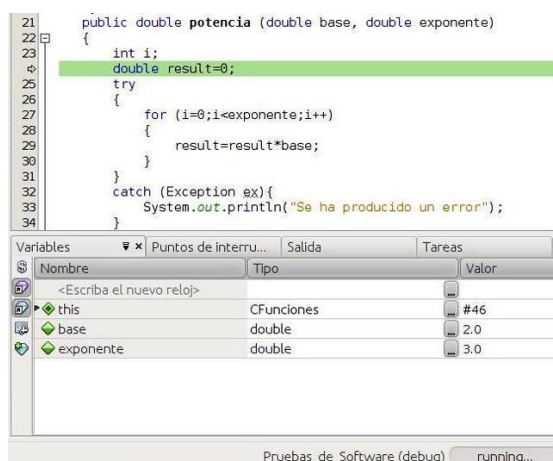 21 public double potencia (double base, double exponente)
22 {
23 int i;
double result=0;
25 try
26 {
27 for (i=0;i<exponente;i++)
28 {
29 result=result*base;
30 }
31 }
32 catch (Exception ex){
33 System.out.println("Se ha producido un error");
34 }
Variables Puntos de interru... Salida Tareas
Nombre Tipo Valor
<Escriba el nuevo reloj> ...
this CFunciones ... #46
base double ... 2.0
exponente double ... 3.0
Pruebas_de_Software (debug) running...